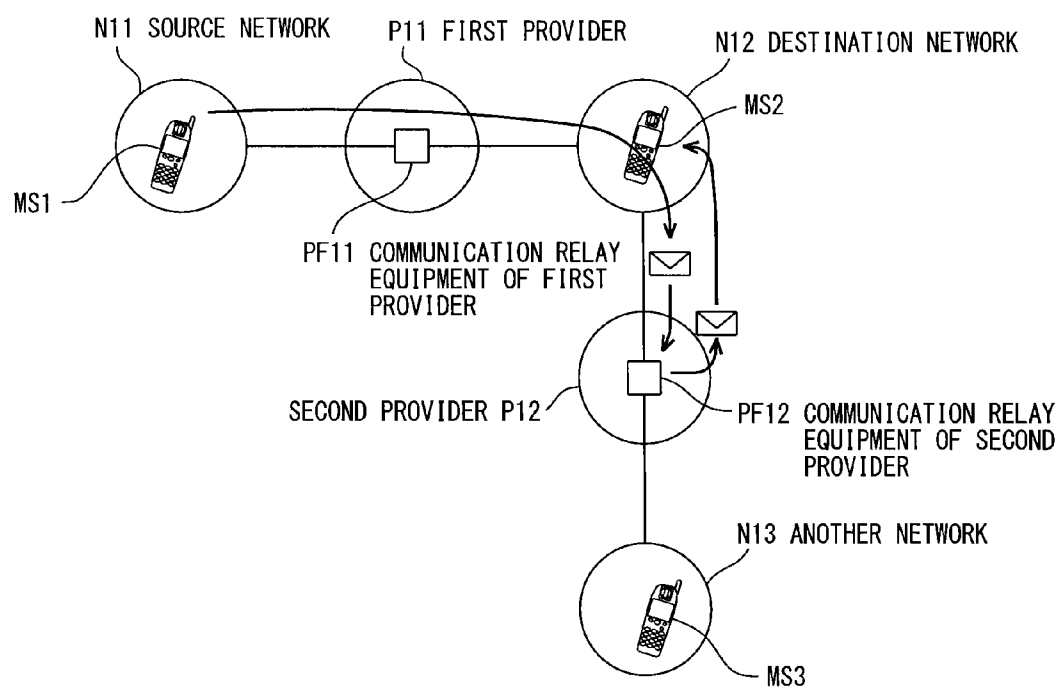 N11 SOURCE NETWORK
P11 FIRST PROVIDER
N12 DESTINATION NETWORK
MS2
MS1
PF11 COMMUNICATION RELAY
EQUIPMENT OF FIRST
PROVIDER
SECOND PROVIDER P12
PF12 COMMUNICATION RELAY
EQUIPMENT OF SECOND
PROVIDER
N13 ANOTHER NETWORK
MS3